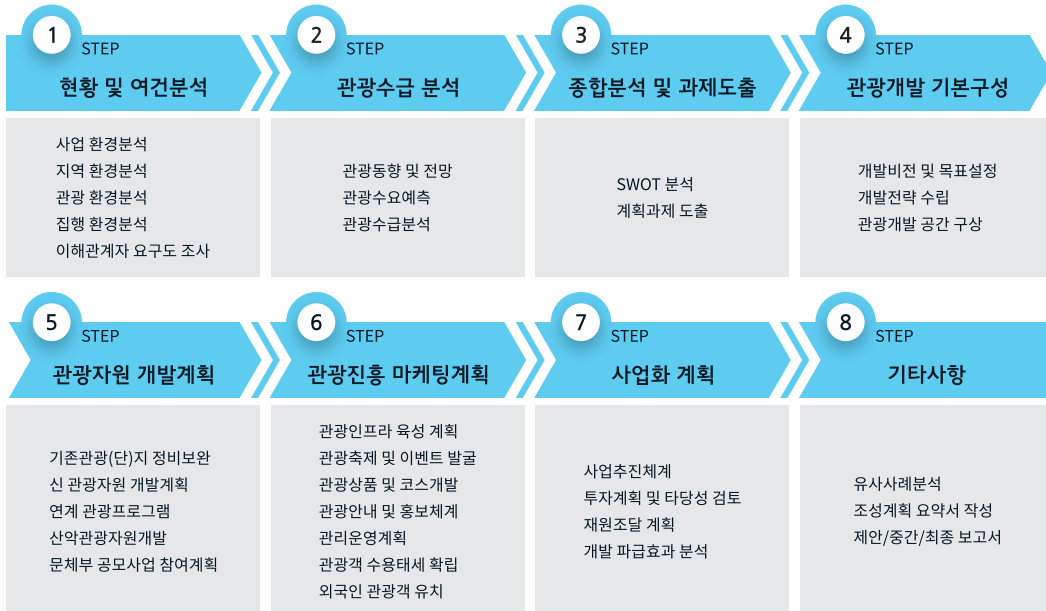 1
STEP
현황 및 여건분석
사업 환경분석
지역 환경분석
관광 환경분석
집행 환경분석
이해관계자 요구도 조사
2
STEP
관광수급 분석
관광동향 및 전망
관광수요예측
관광수급분석
3
STEP
종합분석 및 과제도출
SWOT 분석
계획과제 도출
4
STEP
관광개발 기본구성
개발비전 및 목표설정
개발전략 수립
관광개발 공간 구상
5
STEP
관광자원 개발계획
기존관광(단)지 정비보완
신 관광자원 개발계획
연계 관광프로그램
산악관광자원개발
문체부 공모사업 참여계획
6
STEP
관광진흥 마케팅계획
관광인프라 육성 계획
관광축제 및 이벤트 발굴
관광상품 및 코스개발
관광안내 및 홍보체계
관리운영계획
관광객 수용태세 확립
외국인 관광객 유치
7
STEP
사업화 계획
사업추진체계
투자계획 및 타당성 검토
재원조달 계획
개발 파급효과 분석
8
STEP
기타사항
유사사례분석
조성계획 요약서 작성
제안/중간/최종 보고서